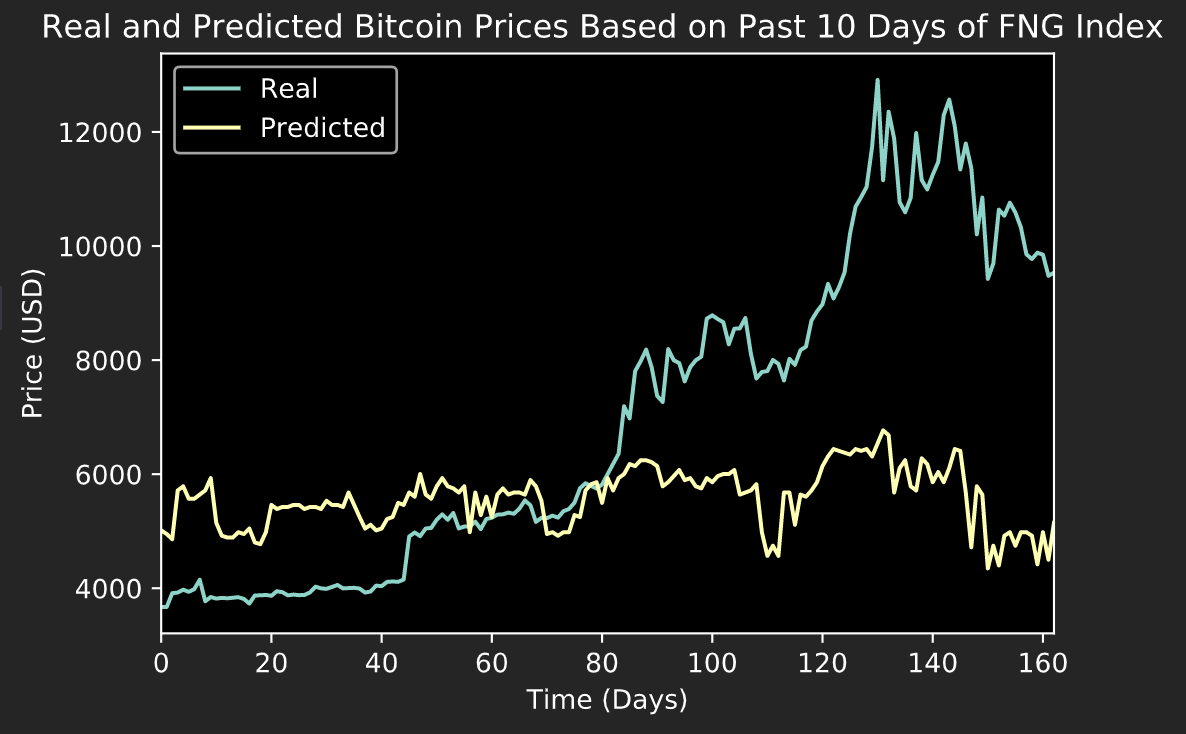 Real and Predicted Bitcoin Prices Based on Past 10 Days of FNG Index
Real
Predicted
12000
10000
8000
6000
4000
Price (USD)
0 20 40 60 80 100 120 140 160
Time (Days)